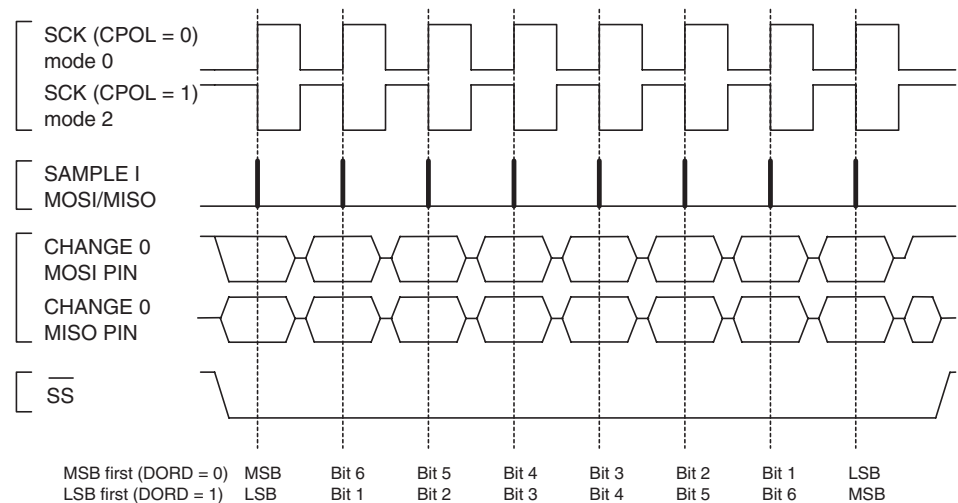 SCK (CPOL = 0)
mode 0
SCK (CPOL = 1)
mode 2
SAMPLE I
MOSI/MISO
CHANGE 0
MOSI PIN
CHANGE 0
MISO PIN
SS
MSB first (DORD = 0) MSB Bit 6 Bit 5 Bit 4 Bit 3 Bit 2 Bit 1 LSB
LSB first (DORD = 1) LSB Bit 1 Bit 2 Bit 3 Bit 4 Bit 5 Bit 6 MSB